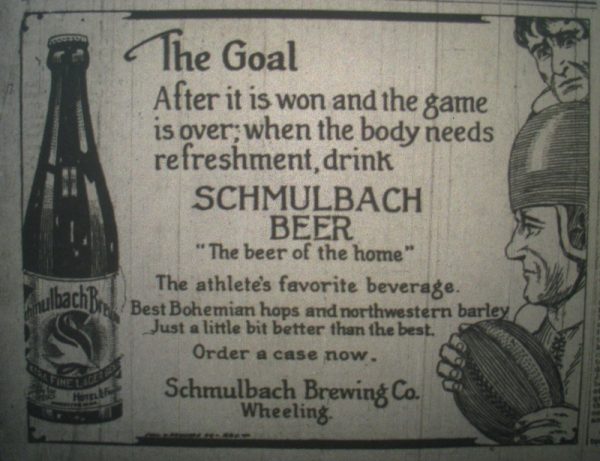 The Goal
After it is won and the game
is over; when the body needs
refreshment, drink
SCHMULBACH
BEER
"The beer of the home"
The athlete's favorite beverage.
Best Bohemian hops and northwestern barley
Just a little bit better than the best.
Order a case now.
Schmulbach Brewing Co.
Wheeling.
FINE LAGER